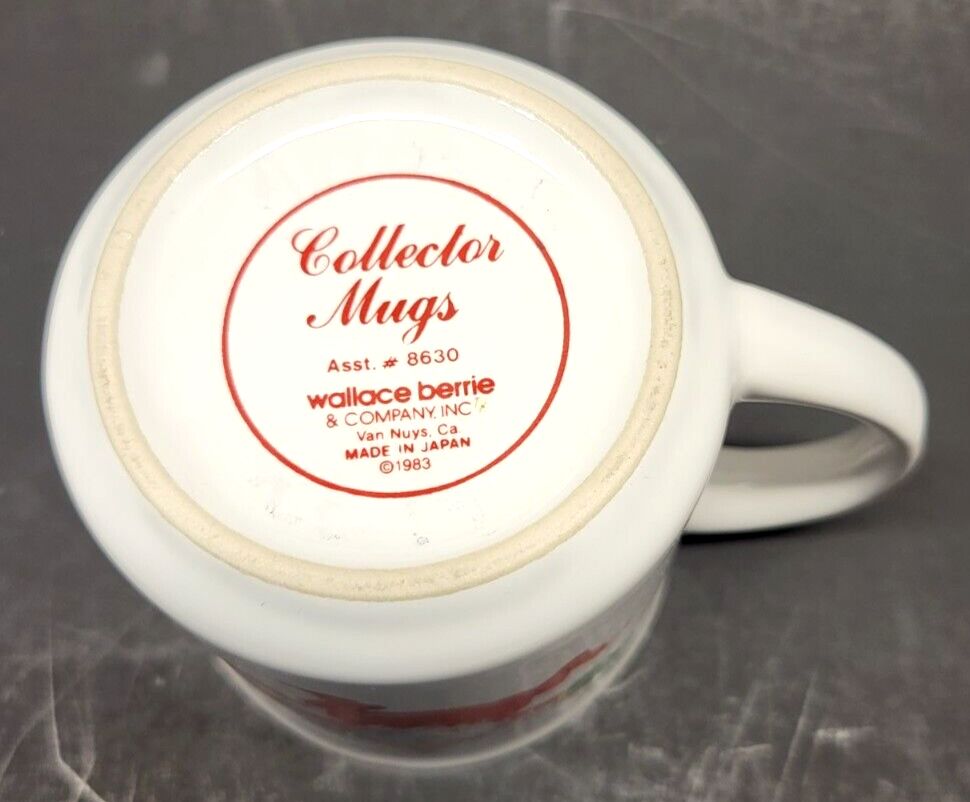 Collector
Mugs
Asst. # 8630
wallace berrie
& COMPANY, INC.
Van Nuys, Ca.
MADE IN JAPAN
©1983